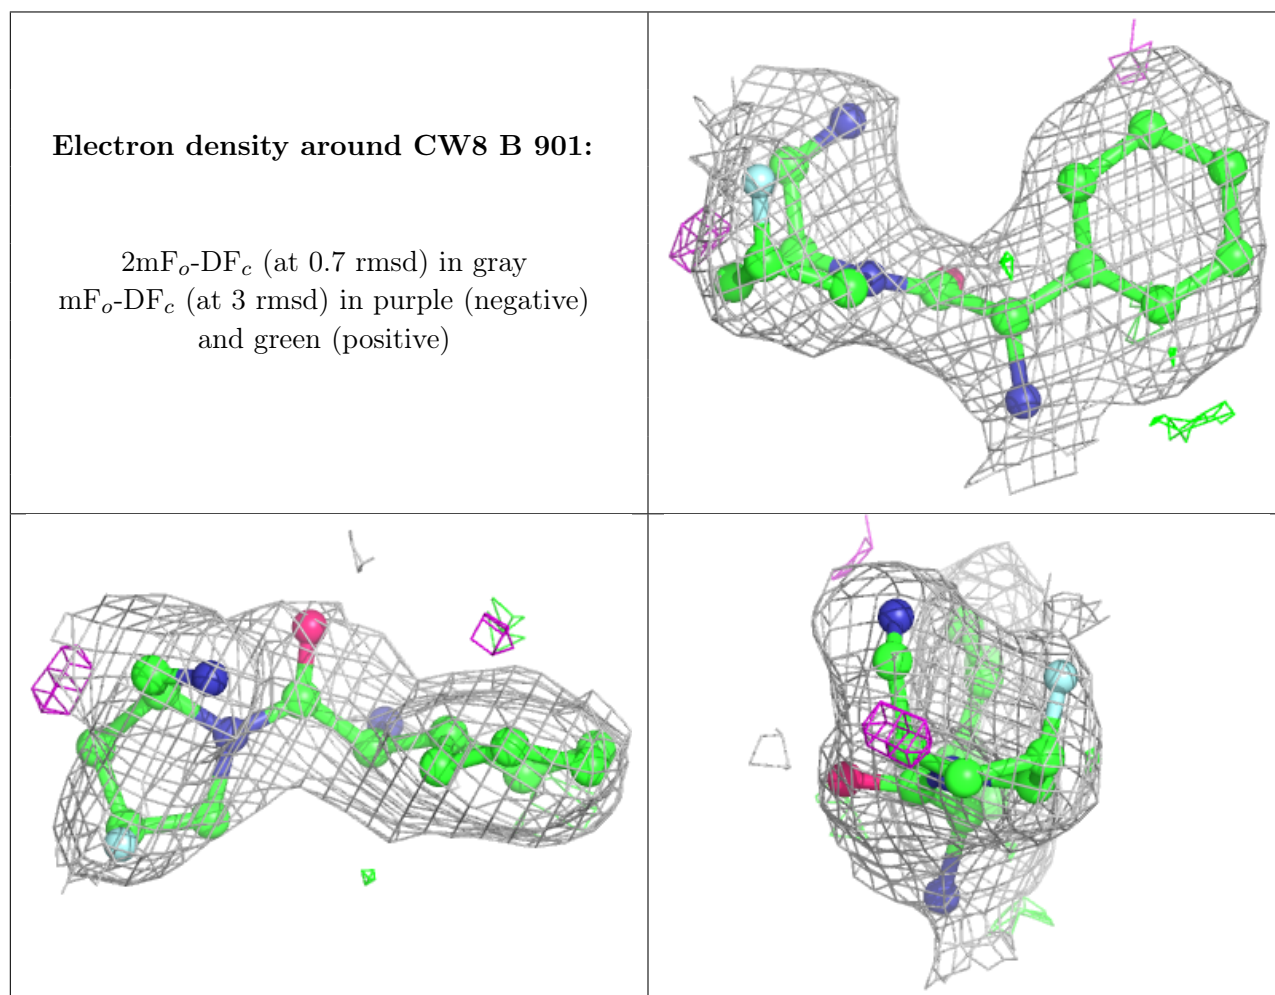 Electron density around CW8 B 901:
2mFₒ-DF𝑐 (at 0.7 rmsd) in gray
mFₒ-DF𝑐 (at 3 rmsd) in purple (negative)
and green (positive)